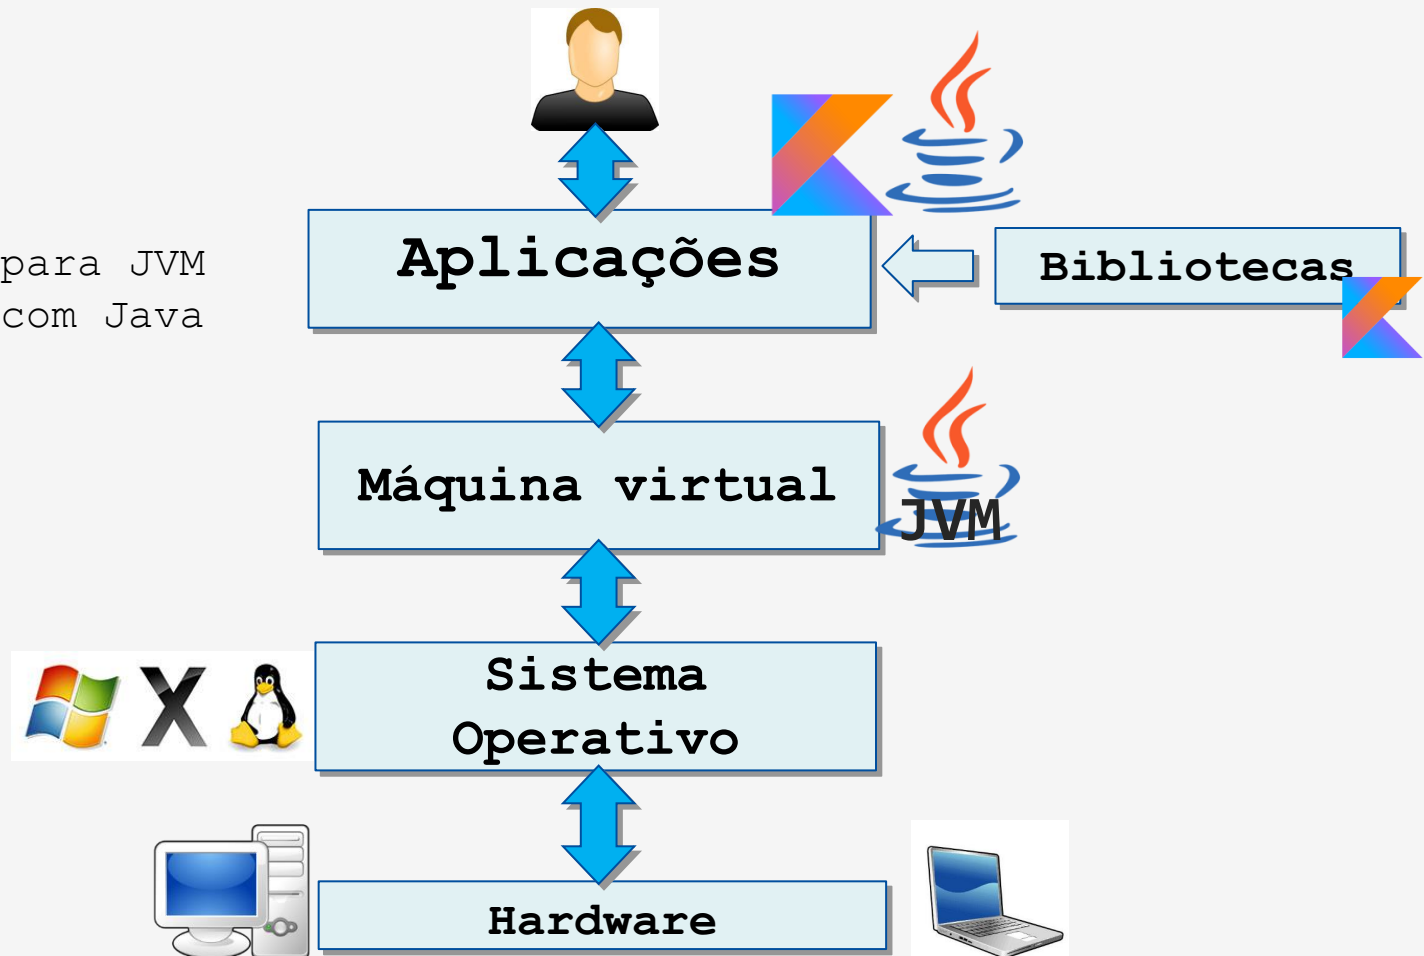 Aplicações
para JVM
com Java
Bibliotecas
Máquina virtual
JVM
Sistema
Operativo
Hardware